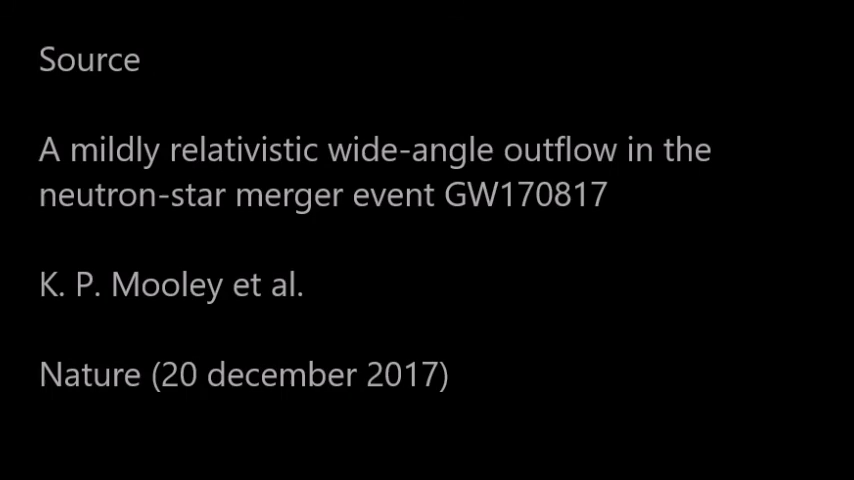 Source
A mildly relativistic wide-angle outflow in the
neutron-star merger event GW170817
K. P. Mooley et al.
Nature (20 december 2017)